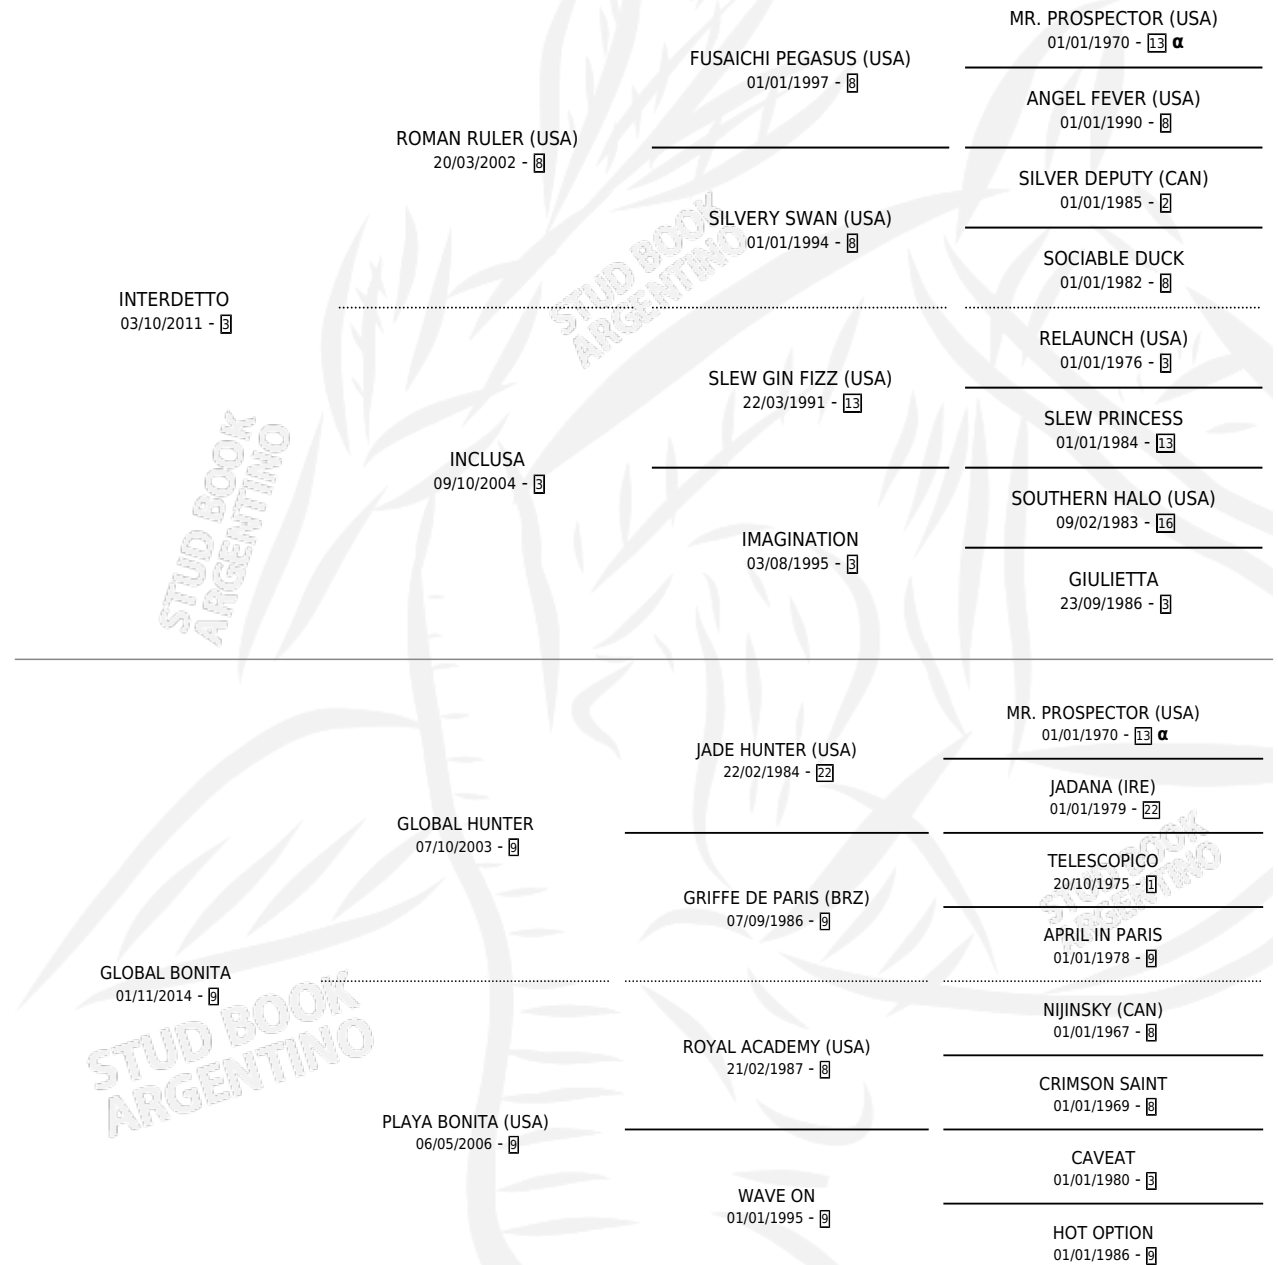 MR. PROSPECTOR (USA)
01/01/1970 - 13 α
FUSAICHI PEGASUS (USA)
01/01/1997 - 8
ANGEL FEVER (USA)
01/01/1990 - 8
ROMAN RULER (USA)
20/03/2002 - 8
SILVER DEPUTY (CAN)
01/01/1985 - 2
SILVERY SWAN (USA)
01/01/1994 - 8
SOCIABLE DUCK
01/01/1982 - 8
STUD BOOK
ARGENTINO
INTERDETTO
03/10/2011 - 3
RELAUNCH (USA)
01/01/1976 - 3
SLEW GIN FIZZ (USA)
22/03/1991 - 13
SLEW PRINCESS
01/01/1984 - 13
INCLUSA
09/10/2004 - 3
SOUTHERN HALO (USA)
09/02/1983 - 16
IMAGINATION
03/08/1995 - 3
GIULIETTA
23/09/1986 - 3
STUD BOOK
ARGENTINO
MR. PROSPECTOR (USA)
01/01/1970 - 13 α
JADE HUNTER (USA)
22/02/1984 - 22
JADANA (IRE)
01/01/1979 - 22
GLOBAL HUNTER
07/10/2003 - 9
TELESCOPICO
20/10/1975 - 1
GRIFFE DE PARIS (BRZ)
07/09/1986 - 9
APRIL IN PARIS
01/01/1978 - 9
STUD BOOK
ARGENTINO
GLOBAL BONITA
01/11/2014 - 9
NIJINSKY (CAN)
01/01/1967 - 8
ROYAL ACADEMY (USA)
21/02/1987 - 8
CRIMSON SAINT
01/01/1969 - 8
STUD BOOK
ARGENTINO
PLAYA BONITA (USA)
06/05/2006 - 9
CAVEAT
01/01/1980 - 3
WAVE ON
01/01/1995 - 9
HOT OPTION
01/01/1986 - 9